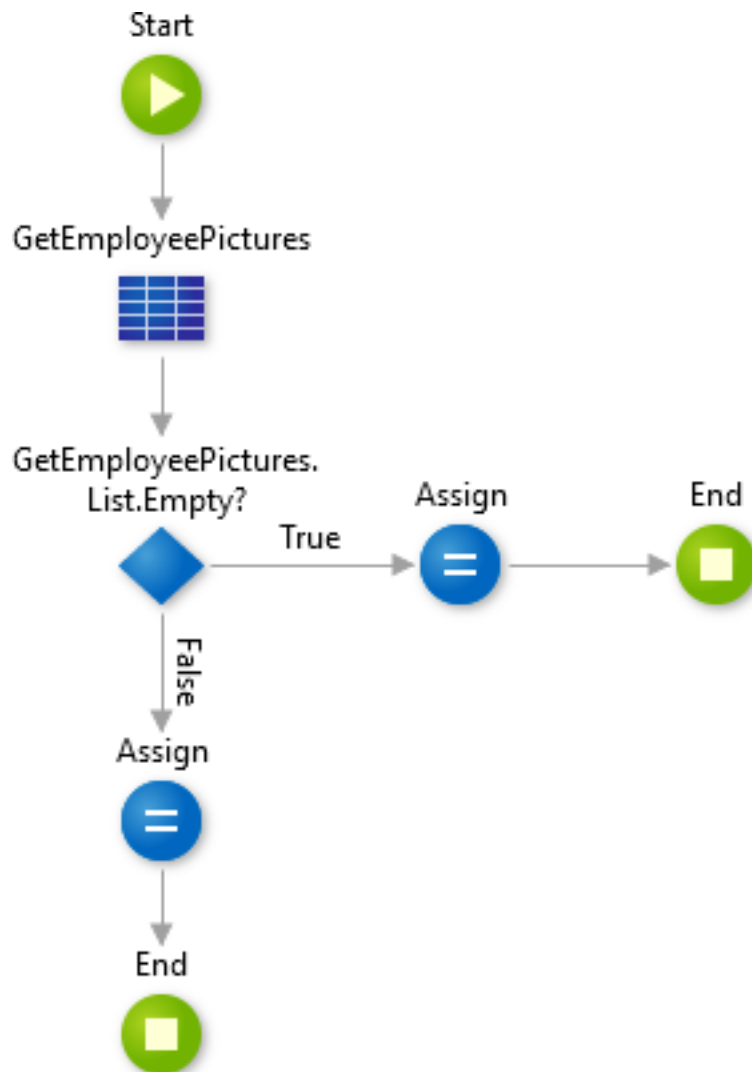 Start
GetEmployeePictures
GetEmployeePictures.
List.Empty?
True
Assign
End
False
Assign
End